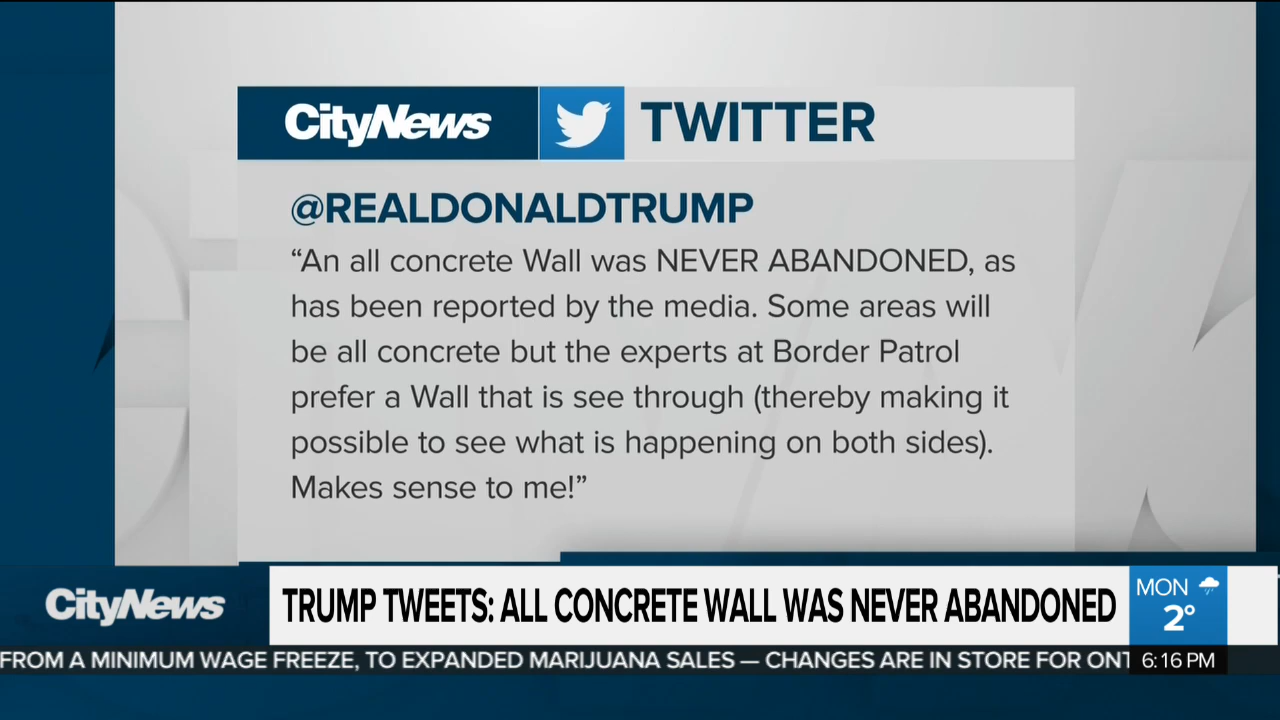 CityNews
TWITTER
@REALDONALDTRUMP
“An all concrete Wall was NEVER ABANDONED, as
has been reported by the media. Some areas will
be all concrete but the experts at Border Patrol
prefer a Wall that is see through (thereby making it
possible to see what is happening on both sides).
Makes sense to me!”
CityNews
TRUMP TWEETS: ALL CONCRETE WALL WAS NEVER ABANDONED
MON
2°
FROM A MINIMUM WAGE FREEZE, TO EXPANDED MARIJUANA SALES — CHANGES ARE IN STORE FOR ONT
6:16 PM